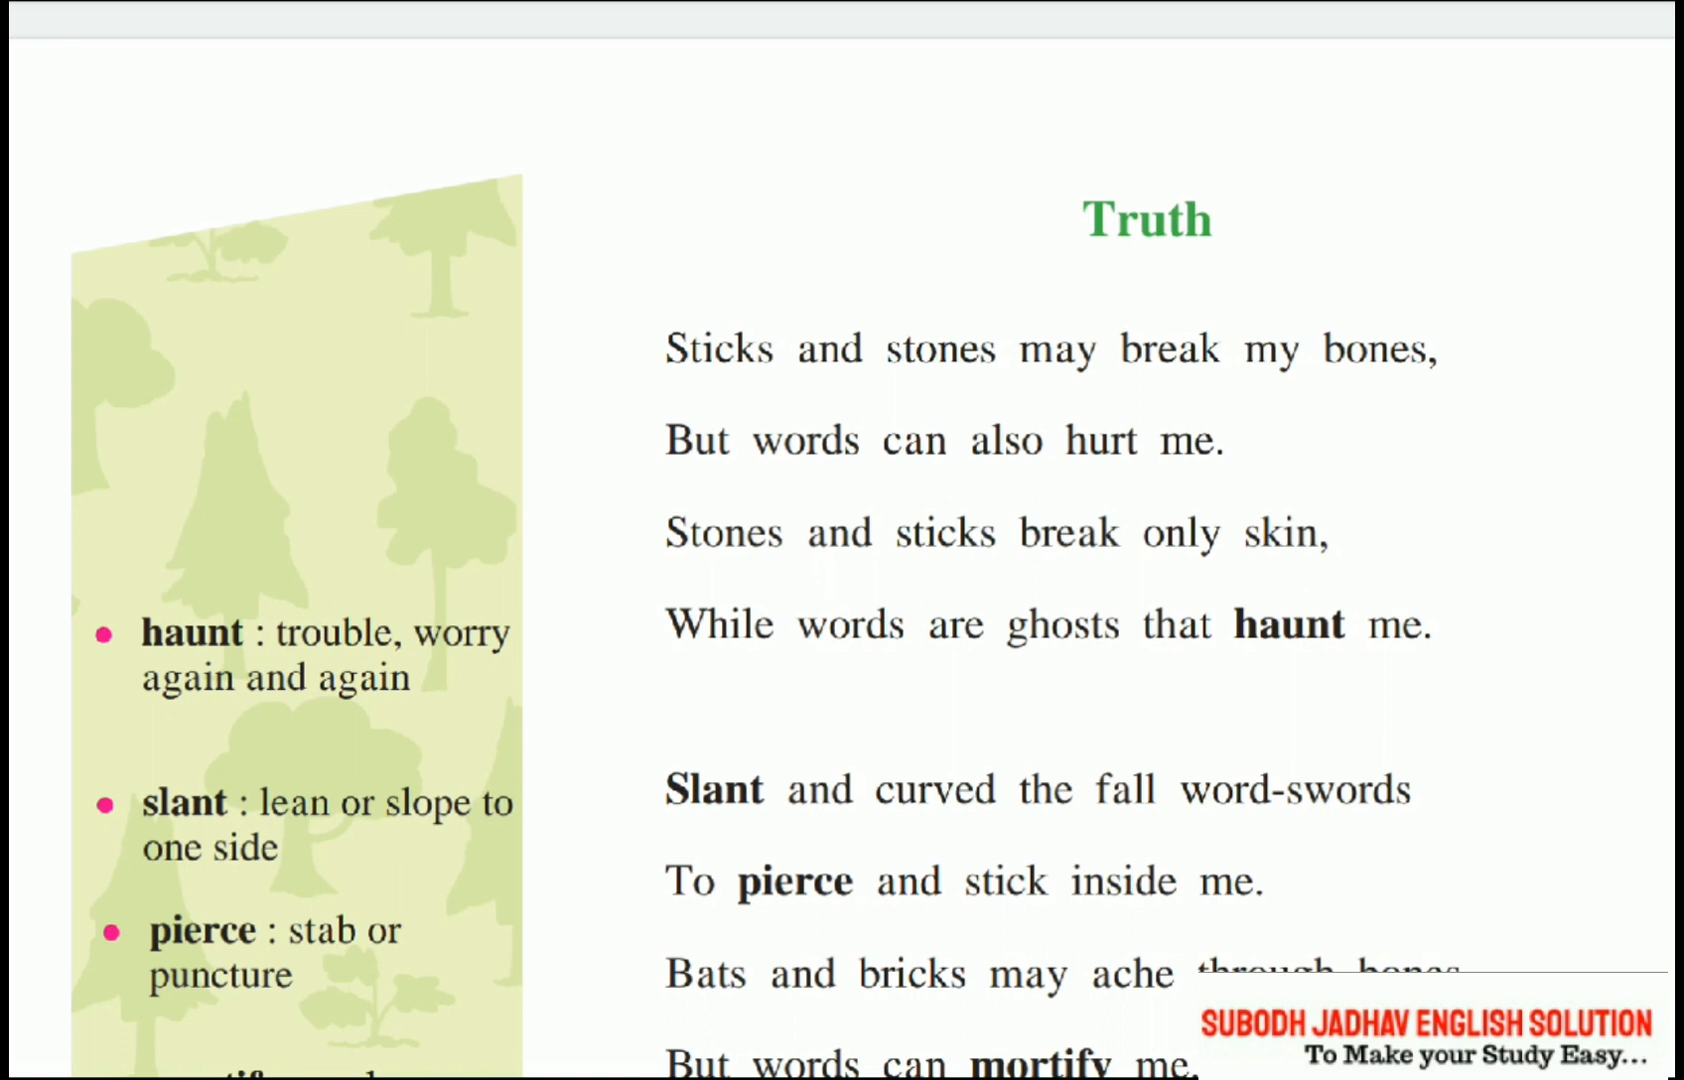 Truth
Sticks and stones may break my bones,
But words can also hurt me.
Stones and sticks break only skin,
While words are ghosts that haunt me.
Slant and curved the fall word-swords
To pierce and stick inside me.
Bats and bricks may ache through bones
But words can mortify me.
haunt : trouble, worry
again and again
slant : lean or slope to
one side
pierce : stab or
puncture
SUBODH JADHAV ENGLISH SOLUTION
To Make your Study Easy...